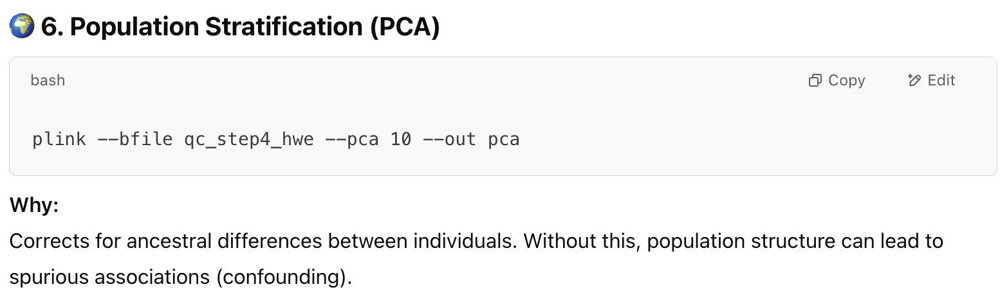 🌍 6. Population Stratification (PCA)
bash
Copy
Edit
plink --bfile qc_step4_hwe --pca 10 --out pca
Why:
Corrects for ancestral differences between individuals. Without this, population structure can lead to
spurious associations (confounding).